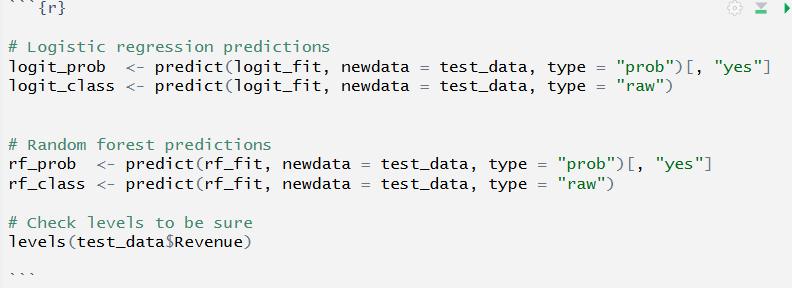 ```{r}
# Logistic regression predictions
logit_prob  <- predict(logit_fit, newdata = test_data, type = "prob")[, "yes"]
logit_class <- predict(logit_fit, newdata = test_data, type = "raw")
# Random forest predictions
rf_prob  <- predict(rf_fit, newdata = test_data, type = "prob")[, "yes"]
rf_class <- predict(rf_fit, newdata = test_data, type = "raw")
# Check levels to be sure
levels(test_data$Revenue)
```